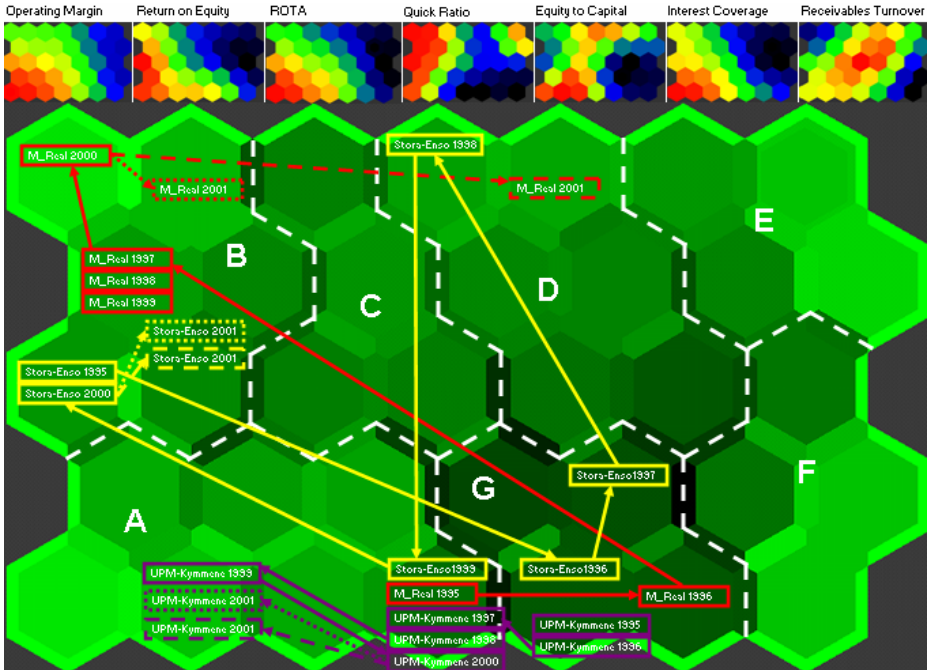 Operating Margin
Return on Equity
ROTA
Quick Ratio
Equity to Capital
Interest Coverage
Receivables Turnover
Stora-Enso 1998
M_Real 2000
M_Real 2001
M_Real 2001
E
B
M_Real 1997
M_Real 1998
M_Real 1999
D
C
Stora-Enso 2001
Stora-Enso 2001
Stora-Enso 1995
Stora-Enso 2000
Stora-Enso1997
F
G
A
Stora-Enso1999
Stora-Enso1996
UPM-Kymmene 1999
M_Real 1995
M_Real 1996
UPM-Kymmene 2001
UPM-Kymmene 1997
UPM-Kymmene 1995
UPM-Kymmene 2001
UPM-Kymmene 1998
UPM-Kymmene 1996
UPM-Kymmene 2000